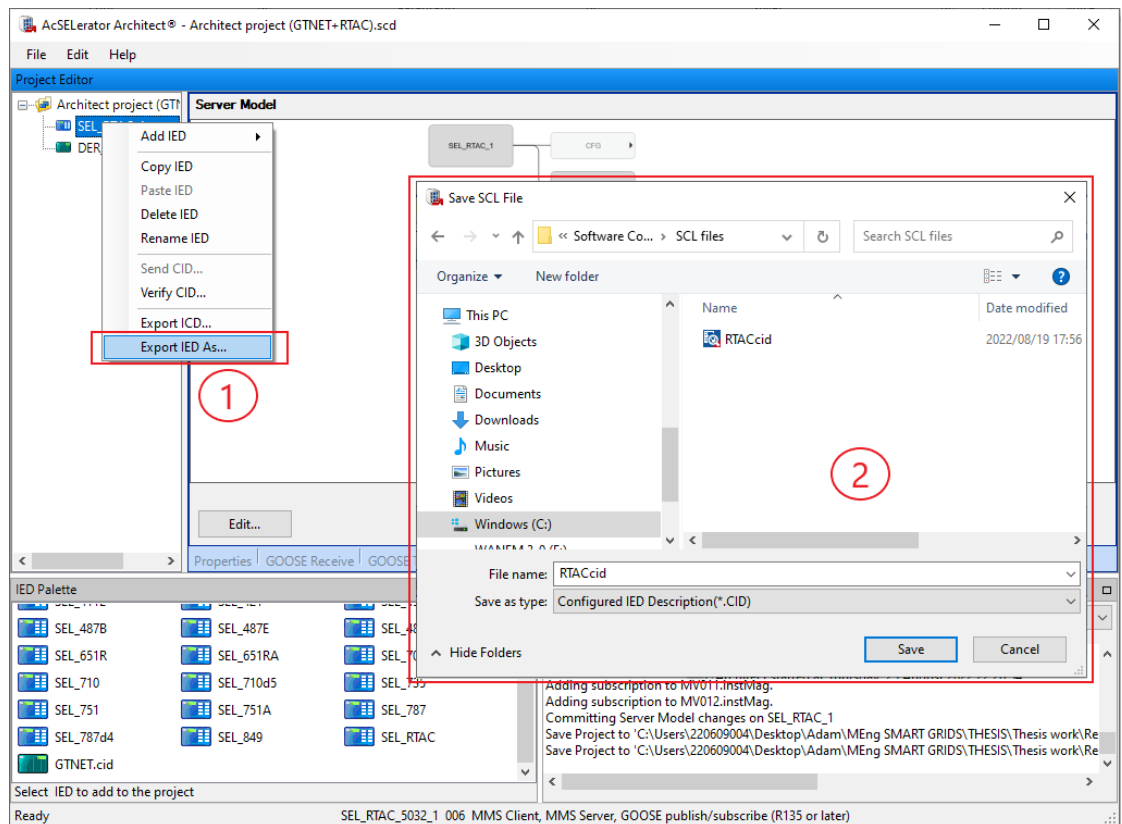 AcSELerator Architect® - Architect project (GTNET+RTAC).scd
File Edit Help
Project Editor
Architect project (GTN
SEL_
DER_
Server Model
SEL_RTAC_1
CFG
Add IED
Copy IED
Paste IED
Delete IED
Rename IED
Send CID...
Verify CID...
Export ICD...
Export IED As...
1
Save SCL File
« Software Co... › SCL files
Search SCL files
Organize New folder
This PC
3D Objects
Desktop
Documents
Downloads
Music
Pictures
Videos
Windows (C:)
Name Date modified
RTACcid 2022/08/19 17:56
2
File name: RTACcid
Save as type: Configured IED Description(*.CID)
Hide Folders
Save Cancel
Edit...
Properties GOOSE Receive GOOSE
IED Palette
SEL_487B SEL_487E
SEL_651R SEL_651RA
SEL_710 SEL_710d5
SEL_751 SEL_751A SEL_787
SEL_787d4 SEL_849 SEL_RTAC
GTNET.cid
Select IED to add to the project
Adding subscription to MV011.instMag.
Adding subscription to MV012.instMag.
Committing Server Model changes on SEL_RTAC_1
Save Project to 'C:\Users\220609004\Desktop\Adam\MEng SMART GRIDS\THESIS\Thesis work\Re
Save Project to 'C:\Users\220609004\Desktop\Adam\MEng SMART GRIDS\THESIS\Thesis work\Re
Ready
SEL_RTAC_5032_1 006 MMS Client, MMS Server, GOOSE publish/subscribe (R135 or later)